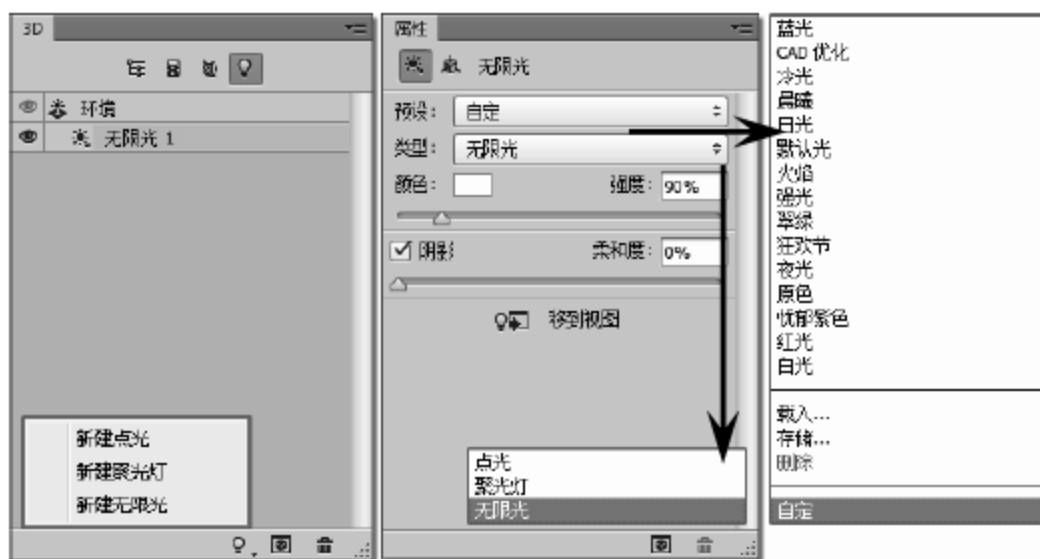 3D
环境
无限光 1
新建点光
新建聚光灯
新建无限光
属性
无限光
预设： 自定
类型： 无限光
颜色： 强度： 90%
阴影 柔和度： 0%
移到视图
点光
聚光灯
无限光
蓝光
CAD 优化
冷光
晨曦
日光
默认光
火焰
强光
翠绿
狂欢节
夜光
原色
忧郁紫色
红光
白光
载入...
存储...
删除
自定